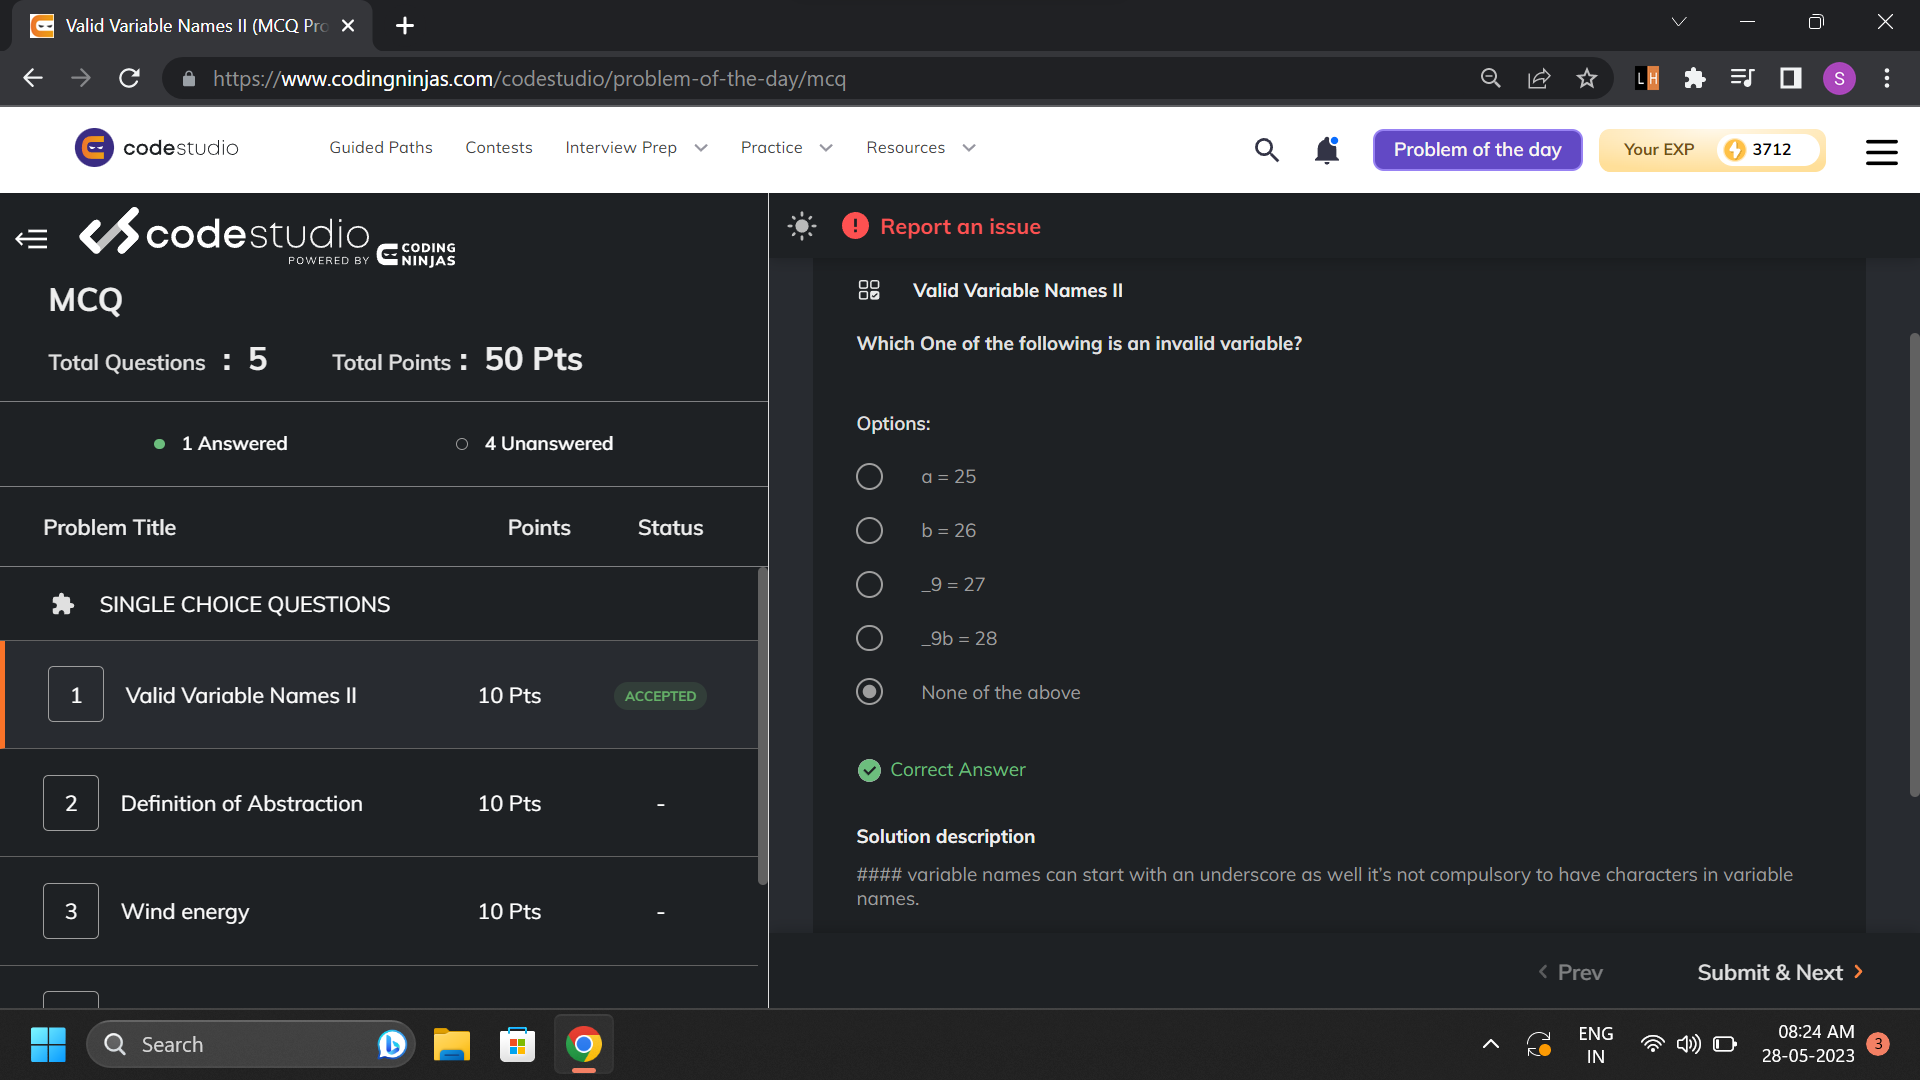 Valid Variable Names II (MCQ Pro
https://www.codingninjas.com/codestudio/problem-of-the-day/mcq
L H
S
codestudio
Guided Paths
Contests
Interview Prep
Practice
Resources
Problem of the day
Your EXP
3712
codestudio
POWERED BY
CODING
NINJAS
MCQ
Total Questions : 5
Total Points : 50 Pts
1 Answered
4 Unanswered
Problem Title
Points
Status
SINGLE CHOICE QUESTIONS
1 Valid Variable Names II 10 Pts ACCEPTED
2 Definition of Abstraction 10 Pts -
3 Wind energy 10 Pts -
Report an issue
Valid Variable Names II
Which One of the following is an invalid variable?
Options:
a = 25
b = 26
_9 = 27
_9b = 28
None of the above
Correct Answer
Solution description
#### variable names can start with an underscore as well it’s not compulsory to have characters in variable
names.
Prev
Submit & Next
Search
ENG
IN
08:24 AM
28-05-2023
3